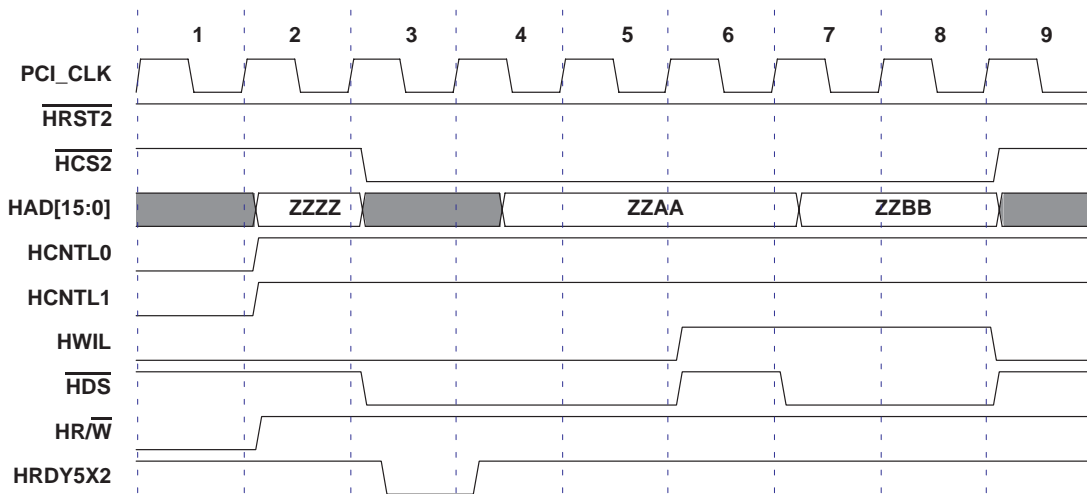 1 2 3 4 5 6 7 8 9
PCI_CLK
HRST2
HCS2
HAD[15:0] ZZZZ ZZAA ZZBB
HCNTL0
HCNTL1
HWIL
HDS
HR/W
HRDY5X2